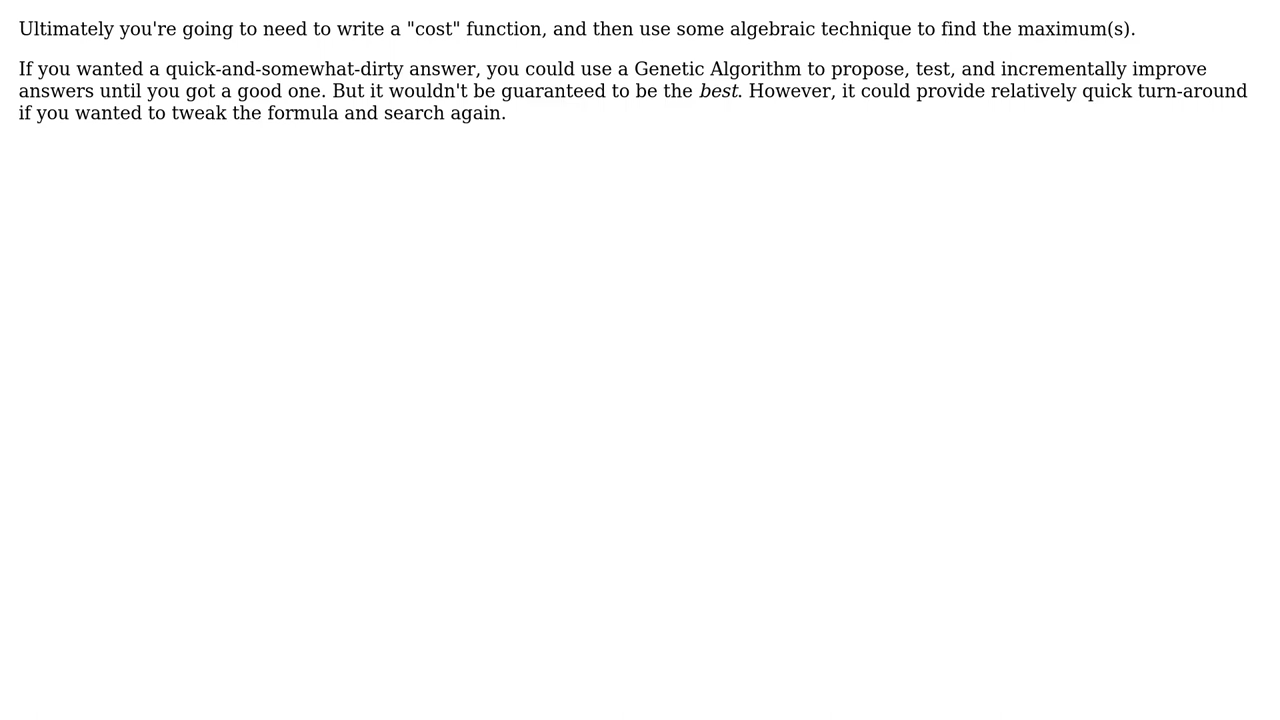 Ultimately you're going to need to write a "cost" function, and then use some algebraic technique to find the maximum(s).
If you wanted a quick-and-somewhat-dirty answer, you could use a Genetic Algorithm to propose, test, and incrementally improve
answers until you got a good one. But it wouldn't be guaranteed to be the best. However, it could provide relatively quick turn-around
if you wanted to tweak the formula and search again.